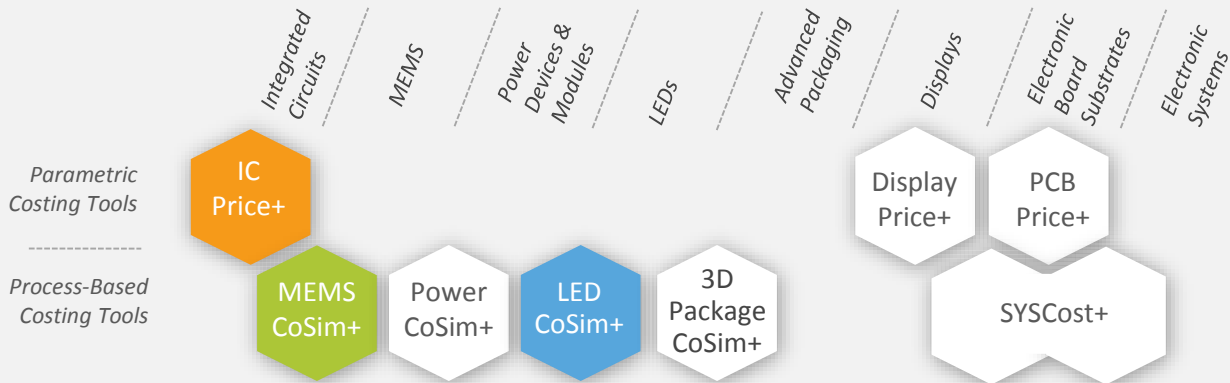 Integrated
Circuits
MEMS
Power
Devices &
Modules
LEDs
Advanced
Packaging
Displays
Electronic
Board
Substrates
Electronic
Systems
Parametric
Costing Tools
IC
Price+
Display
Price+
PCB
Price+
Process-Based
Costing Tools
MEMS
CoSim+
Power
CoSim+
LED
CoSim+
3D
Package
CoSim+
SYSCost+